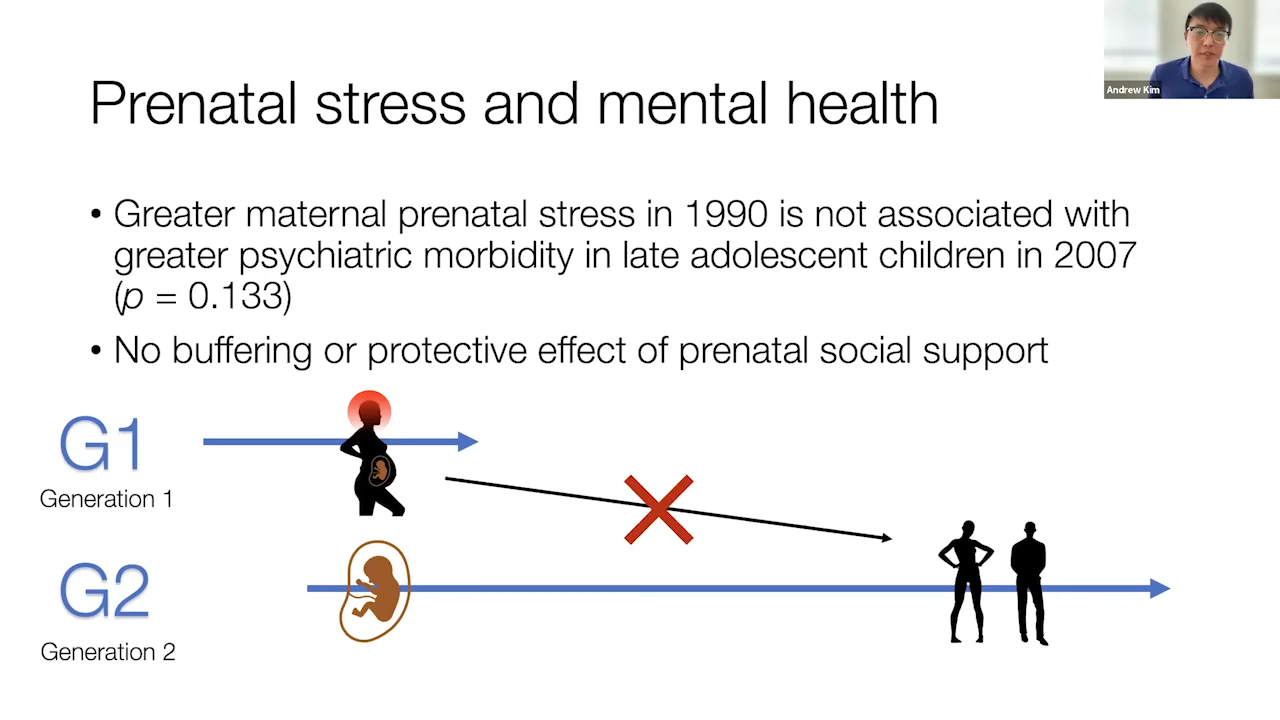 Andrew Kim
Prenatal stress and mental health
• Greater maternal prenatal stress in 1990 is not associated with
greater psychiatric morbidity in late adolescent children in 2007
(p = 0.133)
• No buffering or protective effect of prenatal social support
G1
Generation 1
G2
Generation 2